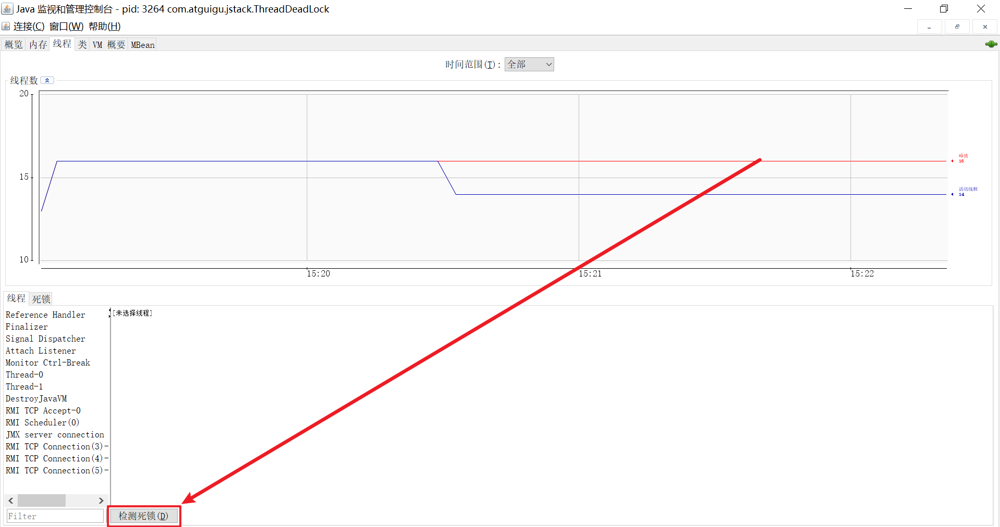 Java 监视和管理控制台 - pid: 3264 com.atguigu.jstack.ThreadDeadLock
连接(C) 窗口(W) 帮助(H)
概览 内存 线程 类 VM 概要 MBean
时间范围(T): 全部
线程数
20
15
10
峰值
16
活动线程
14
15:20 15:21 15:22
线程 死锁
Reference Handler
Finalizer
Signal Dispatcher
Attach Listener
Monitor Ctrl-Break
Thread-0
Thread-1
DestroyJavaVM
RMI TCP Accept-0
RMI Scheduler(0)
JMX server connection
RMI TCP Connection(3)-
RMI TCP Connection(4)-
RMI TCP Connection(5)-
[未选择线程]
Filter
检测死锁(D)